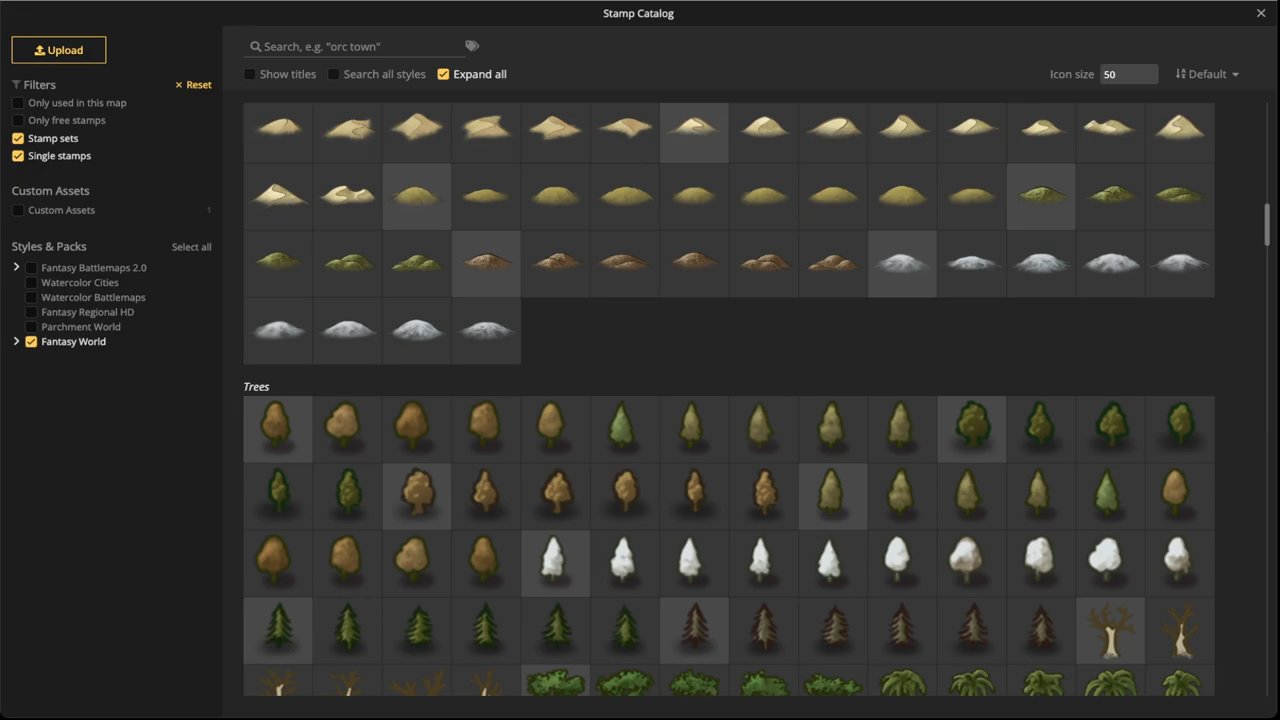 Stamp Catalog
Upload
Search, e.g. "orc town"
Show titles
Search all styles
Expand all
Icon size
50
Default
Filters
Reset
Only used in this map
Only free stamps
Stamp sets
Single stamps
Custom Assets
Custom Assets
1
Styles & Packs
Select all
Fantasy Battlemaps 2.0
Watercolor Cities
Watercolor Battlemaps
Fantasy Regional HD
Parchment World
Fantasy World
Trees